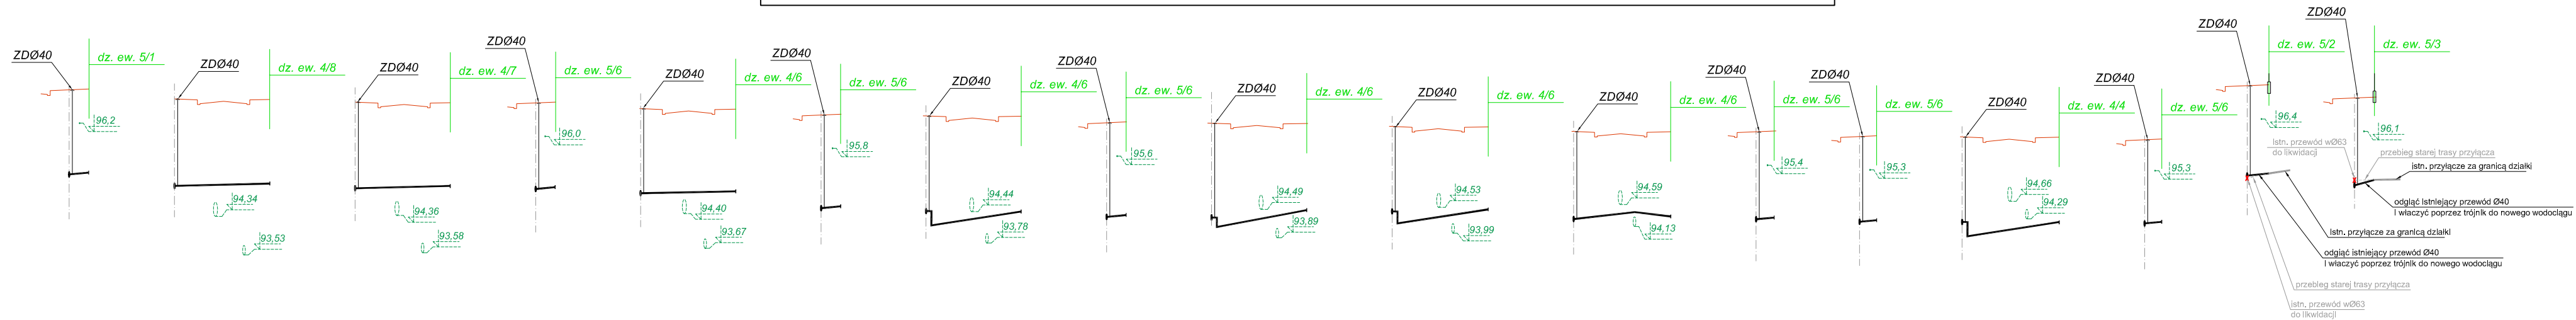 ZDØ40
dz. ew. 5/1
96,2
ZDØ40
dz. ew. 4/8
94,34
93,53
ZDØ40
dz. ew. 4/7
94,36
93,58
ZDØ40
dz. ew. 5/6
96,0
ZDØ40
dz. ew. 4/6
94,40
93,67
ZDØ40
dz. ew. 5/6
95,8
ZDØ40
dz. ew. 4/6
94,44
93,78
ZDØ40
dz. ew. 5/6
95,6
ZDØ40
dz. ew. 4/6
94,49
93,89
ZDØ40
dz. ew. 4/6
94,53
93,99
ZDØ40
dz. ew. 4/6
94,59
94,13
ZDØ40
dz. ew. 5/6
95,4
ZDØ40
dz. ew. 5/6
95,3
ZDØ40
dz. ew. 4/4
94,66
94,29
ZDØ40
dz. ew. 5/6
95,3
ZDØ40
dz. ew. 5/2
96,4
ZDØ40
dz. ew. 5/3
96,1
istn. przewód wØ63
do likwidacji
przebieg starej trasy przyłącza
istn. przyłącze za granicą działki
odgiąć istniejący przewód Ø40
i właczyć poprzez trójnik do nowego wodociągu
istn. przyłącze za granicą działki
odgiąć istniejący przewód Ø40
i właczyć poprzez trójnik do nowego wodociągu
przebieg starej trasy przyłącza
istn. przewód wØ63
do likwidacji